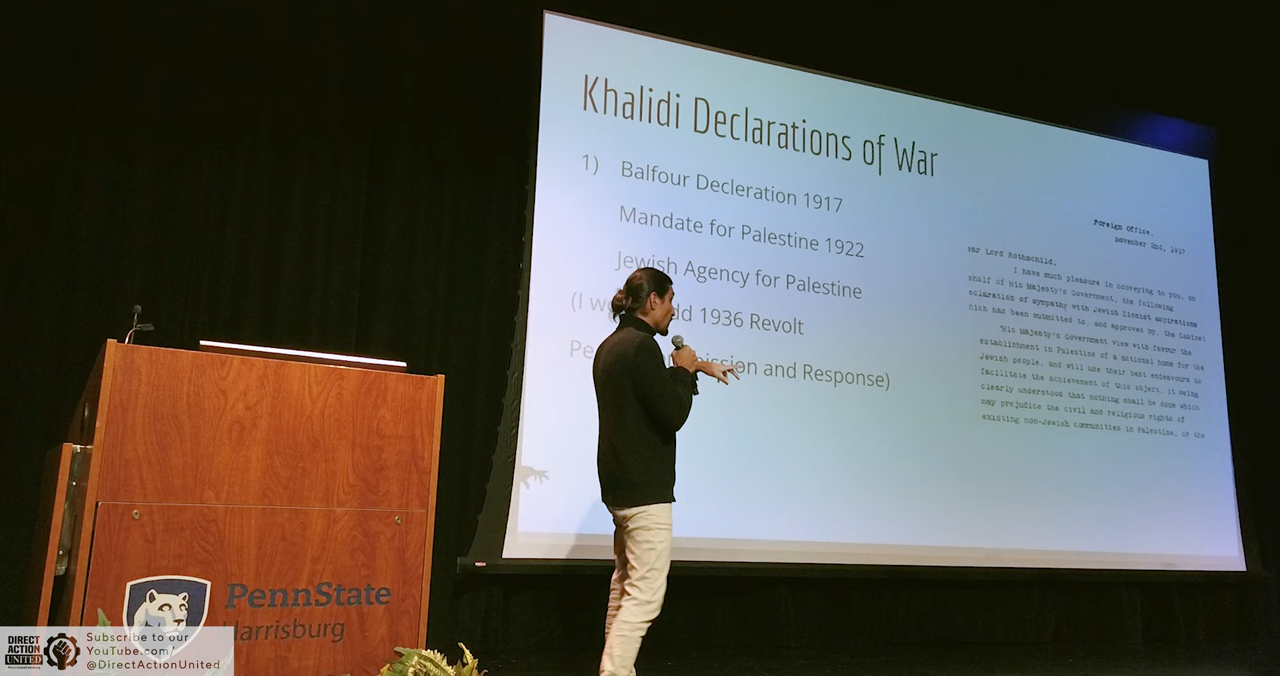 Khalidi Declarations of War
1) Balfour Decleration 1917
Mandate for Palestine 1922
Jewish Agency for Palestine
(I 1936 Revolt
and Response)
Foreign Office,
November 2nd, 1917
Lord Rothschild,
I have much pleasure in conveying to you, on
of His Majesty's Government, the following
of sympathy with Jewish Zionist aspirations
has been submitted to, and approved by, the Cabinet
"His Majesty's Government view with favour the
establishment in Palestine of a national home for the
Jewish people, and will use their best endeavours to
facilitate the achievement of this object, it being
clearly understood that nothing shall be done which
may prejudice the civil and religious rights of
existing non-Jewish communities in Palestine, or the
PennState
Harrisburg
DIRECT
ACTION
UNITED
Subscribe to our
YouTube.com/
@DirectActionUnited